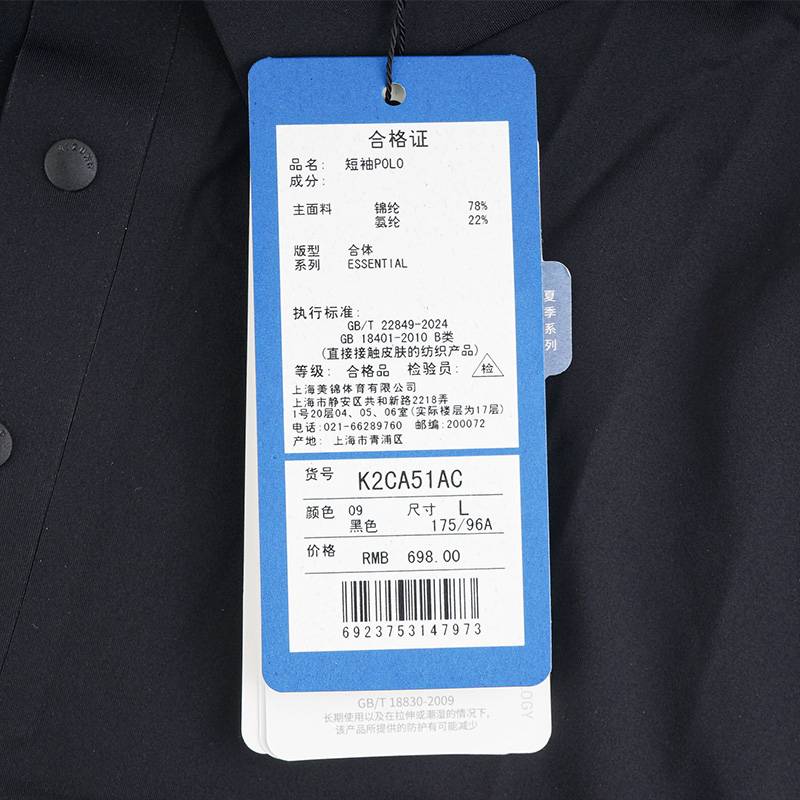 合格证
品名: 短袖POLO
成分:
主面料 锦纶 78%
氨纶 22%
版型 合体
系列 ESSENTIAL
执行标准:
GB/T 22849-2024
GB 18401-2010 B类
(直接接触皮肤的纺织产品)
等级: 合格品 检验员: 检
上海美锦体育有限公司
上海市静安区共和新路2218弄
1号20层04、05、06室(实际楼层为17层)
电话:021-66289760 邮编:200072
产地: 上海市青浦区
货号 K2CA51AC
颜色 09 尺寸 L
黑色 175/96A
价格 RMB 698.00
6923753147973
夏季系列
GB/T 18830-2009
长期使用以及在拉伸或潮湿的情况下,
该产品所提供的防护有可能减少